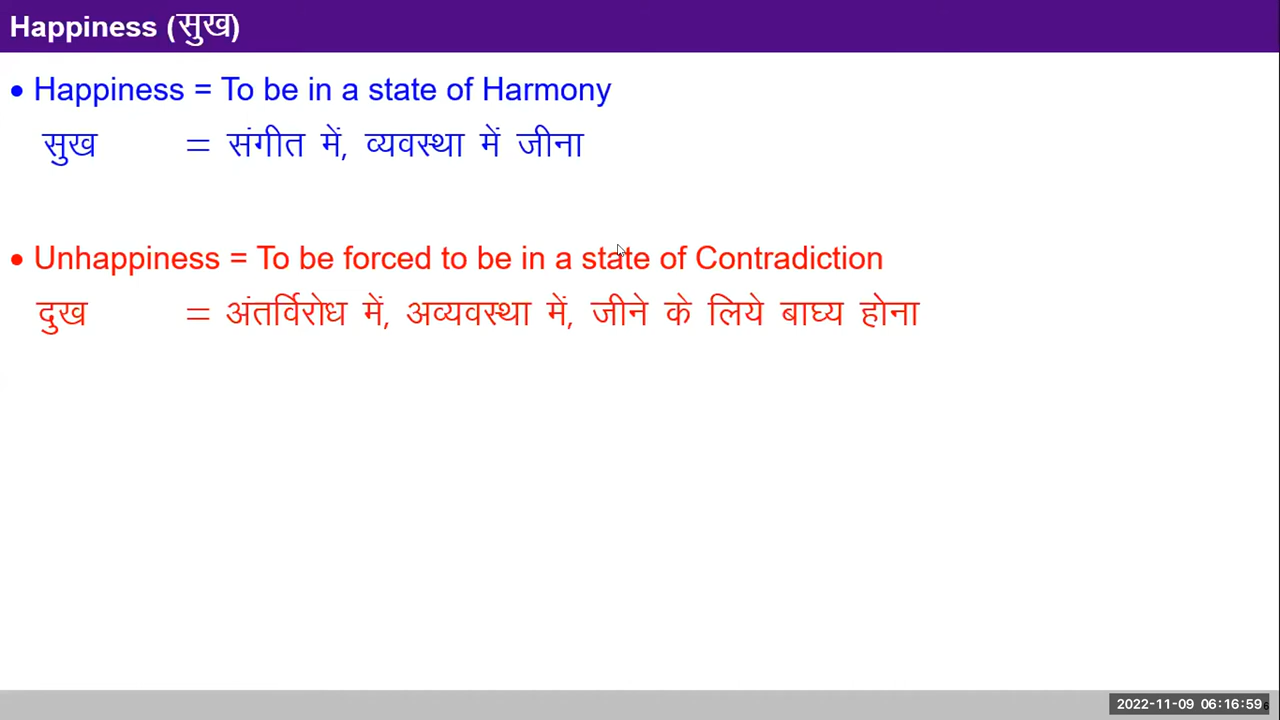 Happiness (सुख)
• Happiness = To be in a state of Harmony
सुख = संगीत में, व्यवस्था में जीना
• Unhappiness = To be forced to be in a state of Contradiction
दुख = अंतर्विरोध में, अव्यवस्था में, जीने के लिये बाघ्य होना
2022-11-09 06:16:59